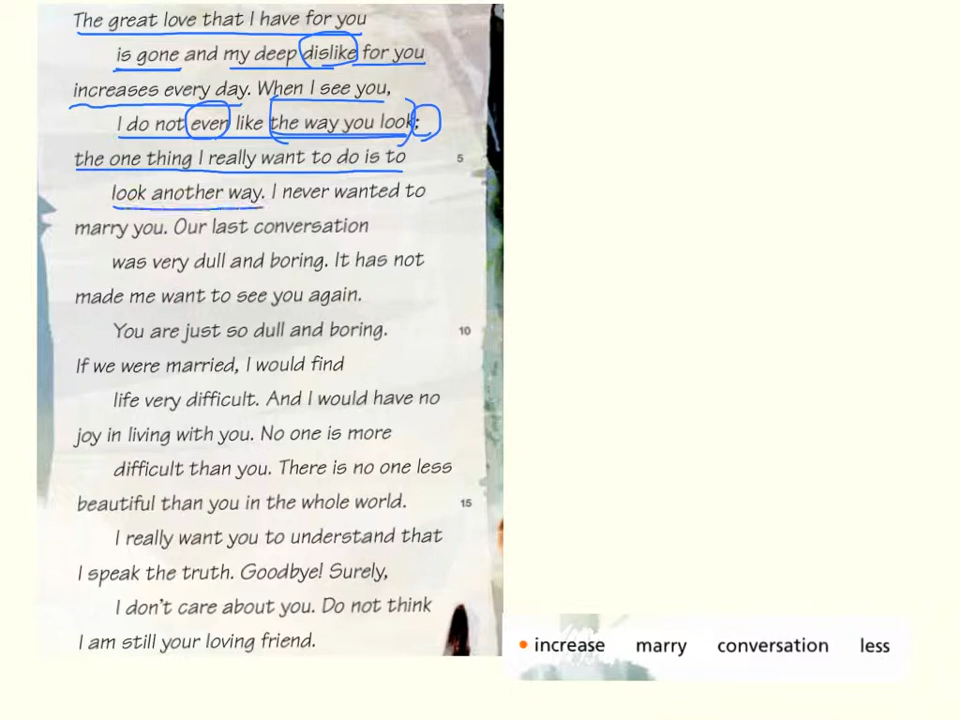 The great love that I have for you
is gone and my deep dislike for you
increases every day. When I see you,
I do not even like the way you look;
the one thing I really want to do is to
5
look another way. I never wanted to
marry you. Our last conversation
was very dull and boring. It has not
made me want to see you again.
You are just so dull and boring.
10
If we were married, I would find
life very difficult. And I would have no
joy in living with you. No one is more
difficult than you. There is no one less
beautiful than you in the whole world.
15
I really want you to understand that
I speak the truth. Goodbye! Surely,
I don't care about you. Do not think
I am still your loving friend.
• increase marry conversation less